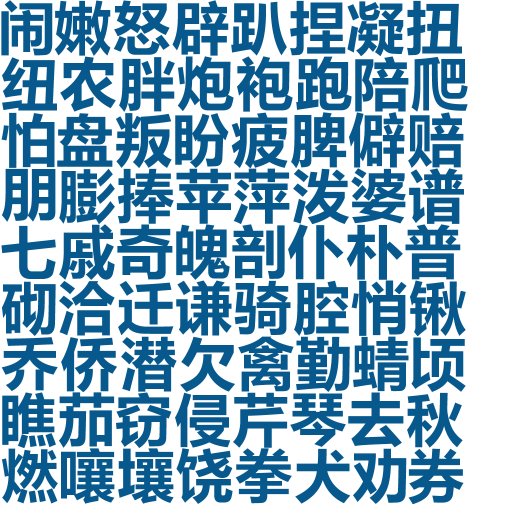 闹嫩怒辟趴捏凝扭
纽农胖炮袍跑陪爬
怕盘叛盼疲脾僻赔
朋膨捧苹萍泼婆谱
七戚奇魄剖仆朴普
砌洽迁谦骑腔悄锹
乔侨潜欠禽勤蜻顷
瞧茄窃侵芹琴去秋
燃嚷壤饶拳犬劝券